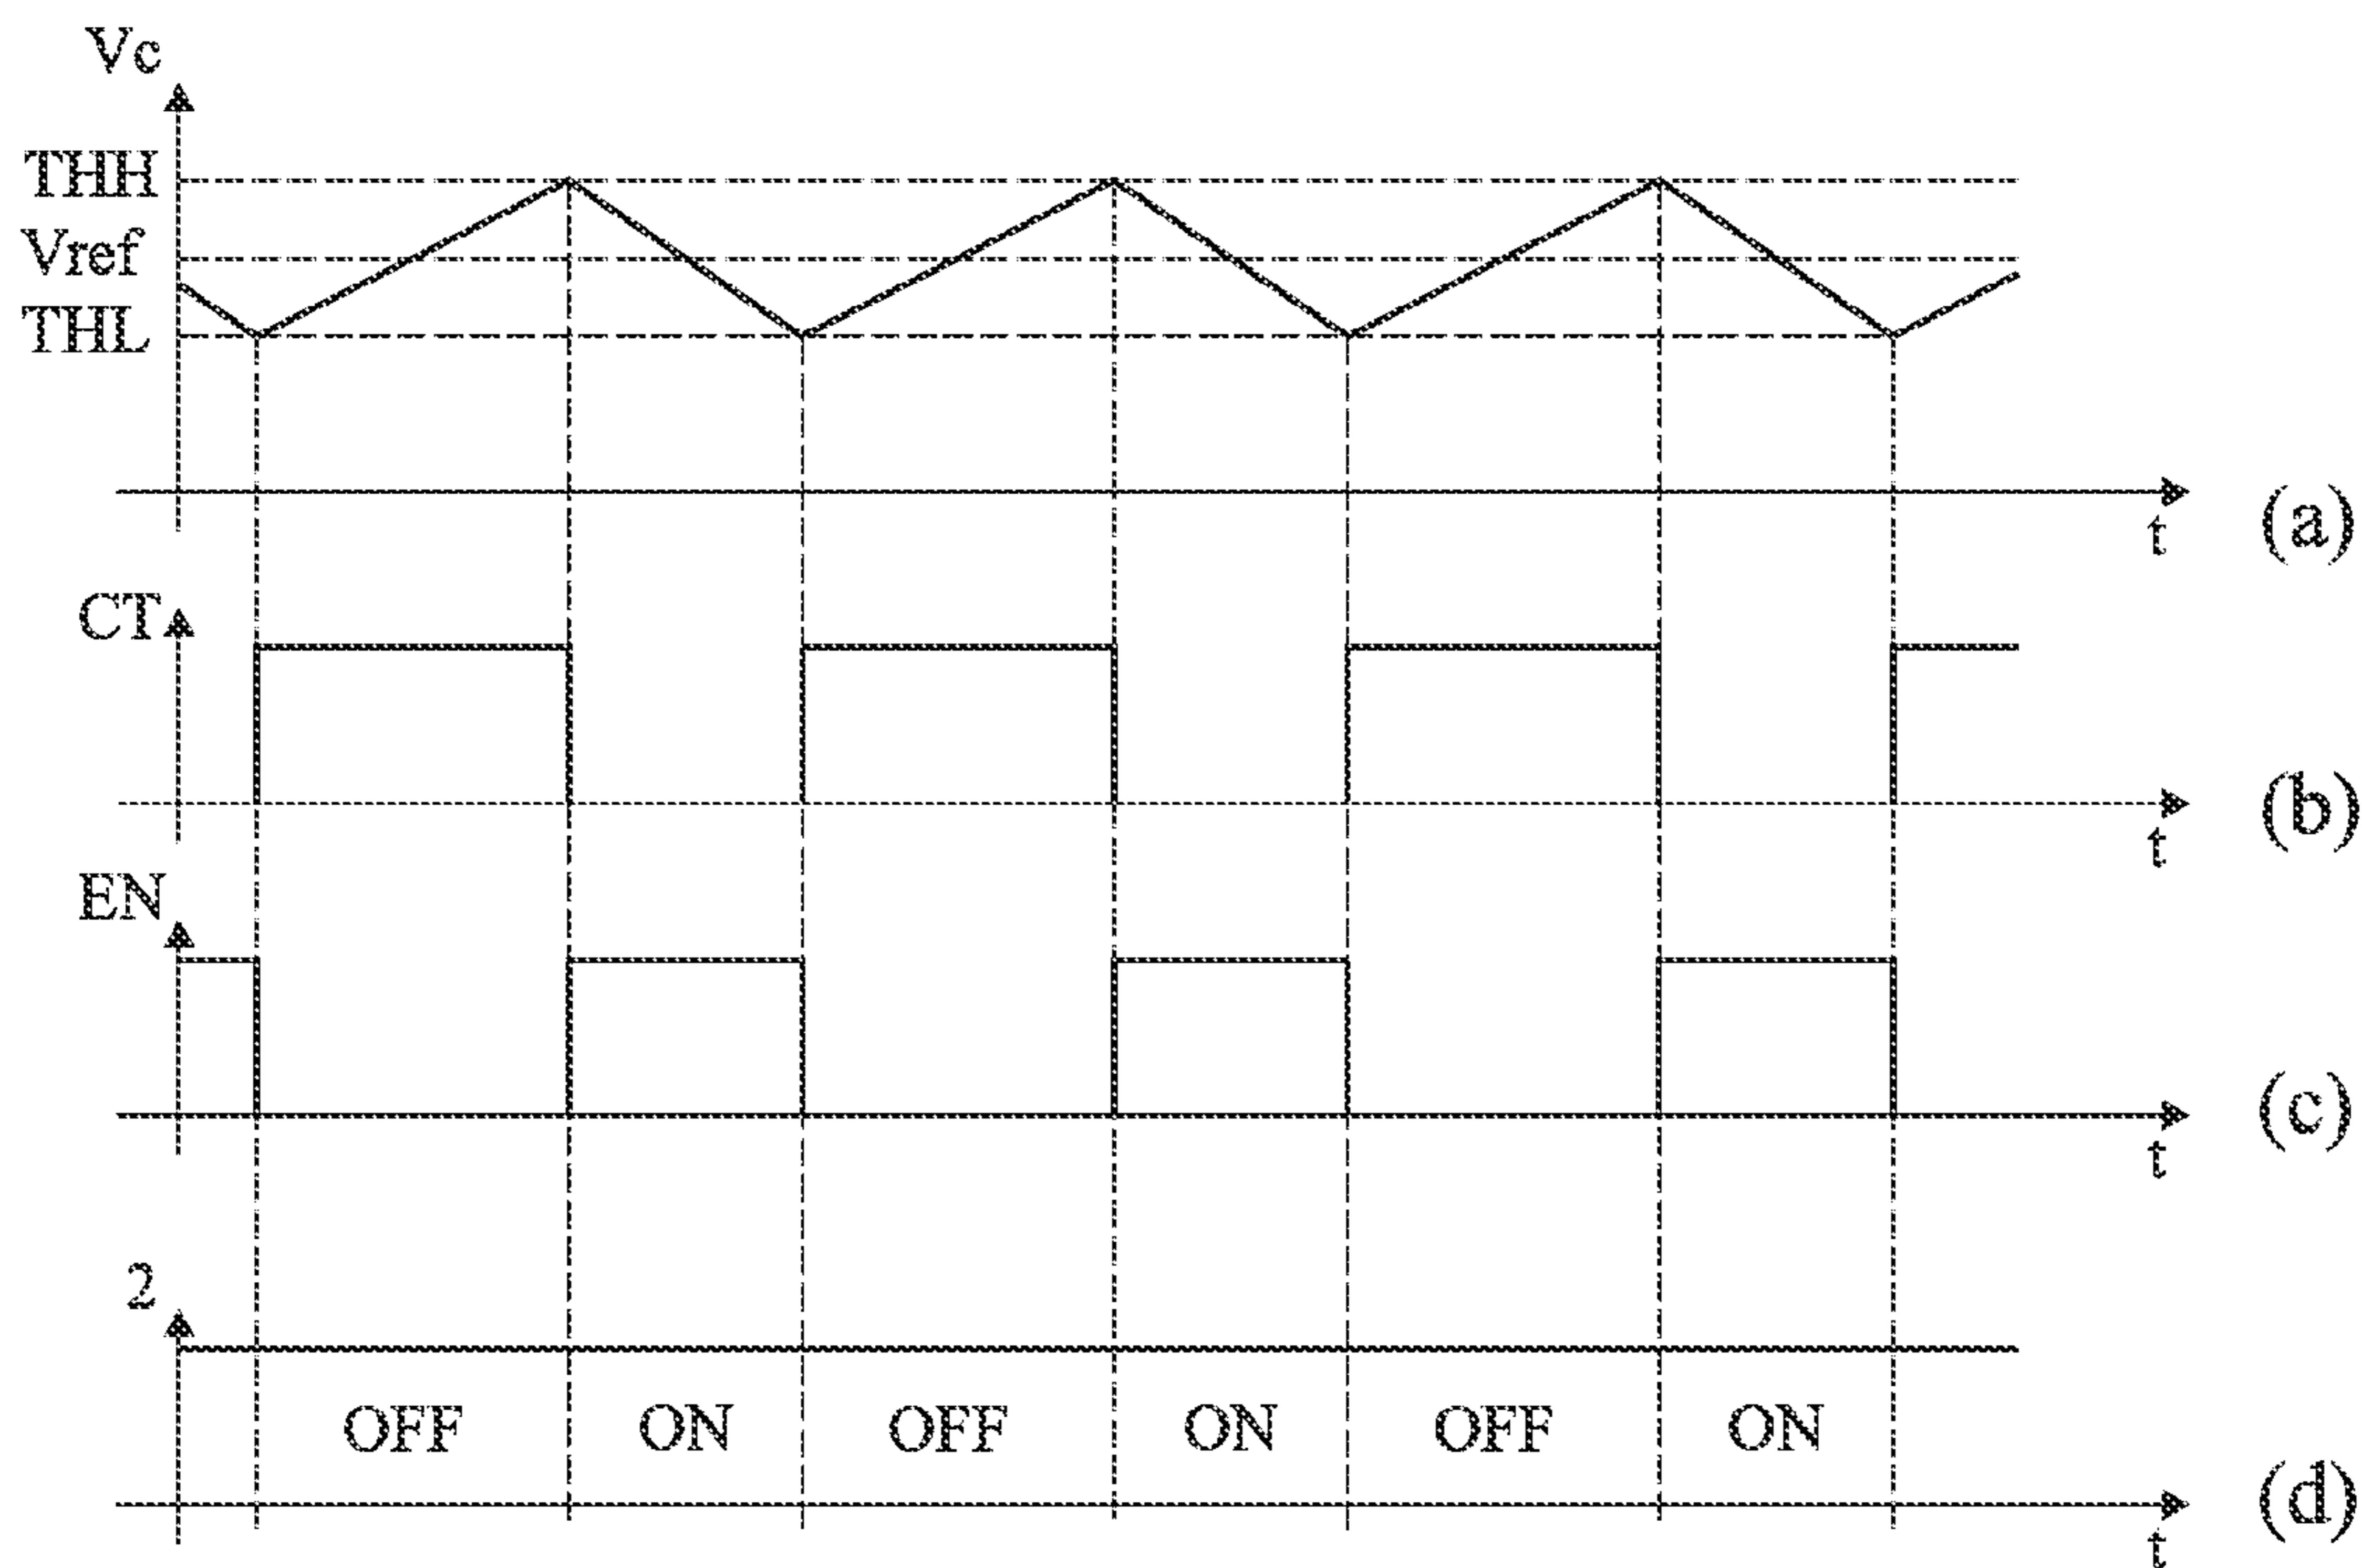 Vc
THH
Vref
THL
t
(a)
CT
t
(b)
EN
t
(c)
2
OFF ON OFF ON OFF ON
t
(d)